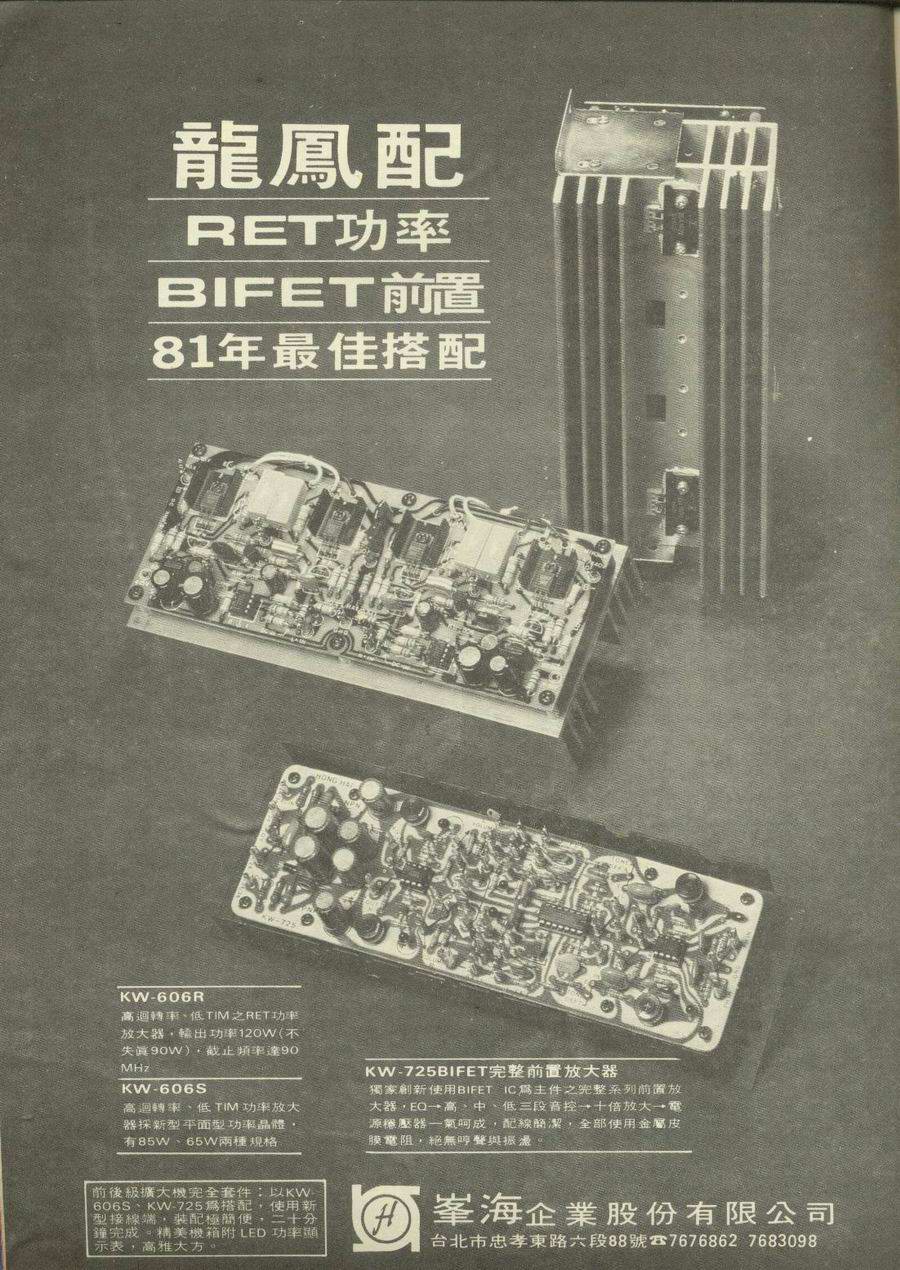 龍鳳配
RET功率
BIFET前置
81年最佳搭配
HONG HAI
KW-725
KW-606R
高迴轉率、低TIM之RET功率
放大器，輸出功率120W(不
失眞90W)，截止頻率達90
MHz
KW-606S
高迴轉率、低TIM功率放大
器採新型平面型功率晶體，
有85W、65W兩種規格
KW-725BIFET完整前置放大器
獨家創新使用BIFET IC爲主件之完整系列前置放
大器，EQ→高、中、低三段音控→十倍放大→電
源穩壓器一氣呵成，配線簡潔，全部使用金屬皮
膜電阻，絕無哼聲與振盪。
前後級擴大機完全套件：以KW-
606S、KW-725爲搭配，使用新
型接線端，裝配極簡便，二十分
鐘完成。精美機箱附LED功率顯
示表，高雅大方。
H
峯海企業股份有限公司
台北市忠孝東路六段88號☎7676862 7683098